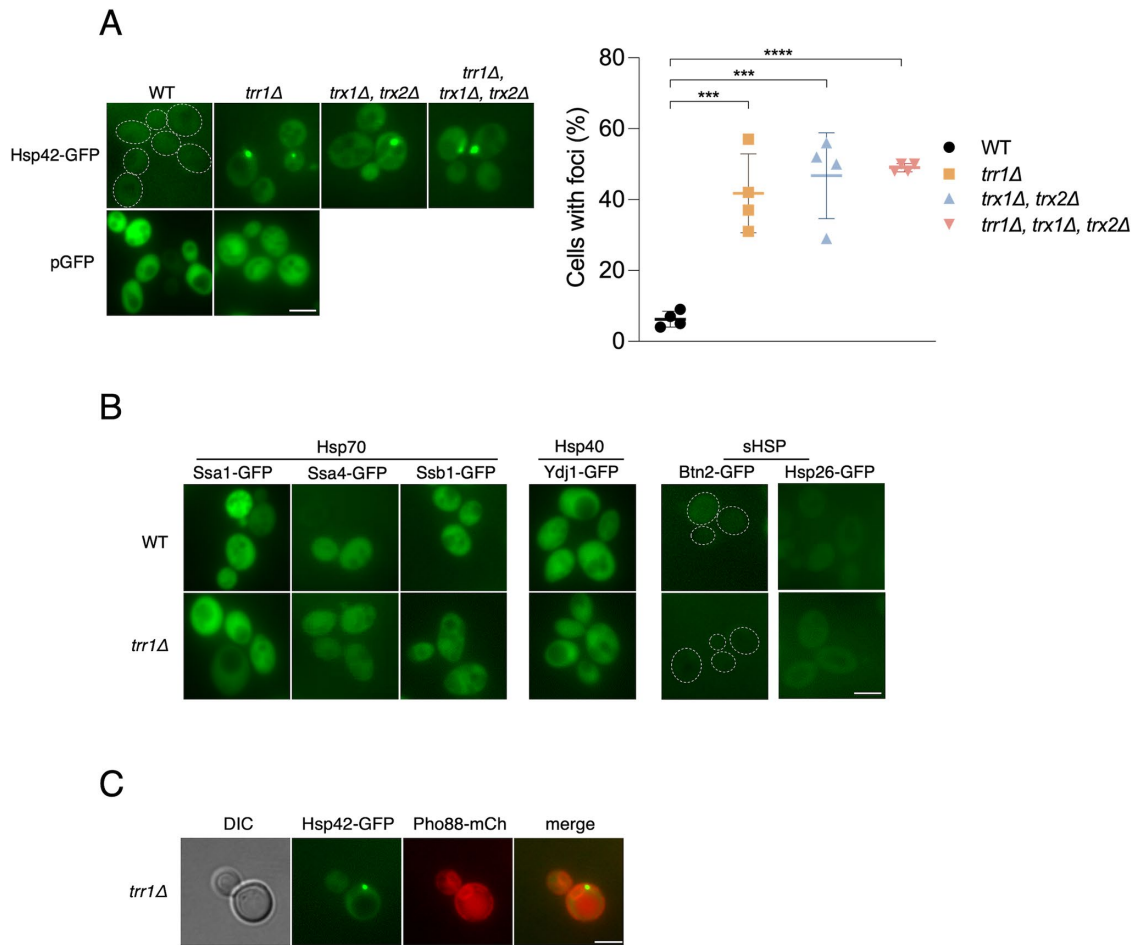 A
WT
trr1Δ
trx1Δ, trx2Δ
trr1Δ,
trx1Δ, trx2Δ
Hsp42-GFP
pGFP
Cells with foci (%)
80
60
40
20
0
****
***
***
WT
trr1Δ
trx1Δ, trx2Δ
trr1Δ, trx1Δ, trx2Δ
B
Hsp70
Hsp40
sHSP
Ssa1-GFP
Ssa4-GFP
Ssb1-GFP
Ydj1-GFP
Btn2-GFP
Hsp26-GFP
WT
trr1Δ
C
DIC
Hsp42-GFP
Pho88-mCh
merge
trr1Δ